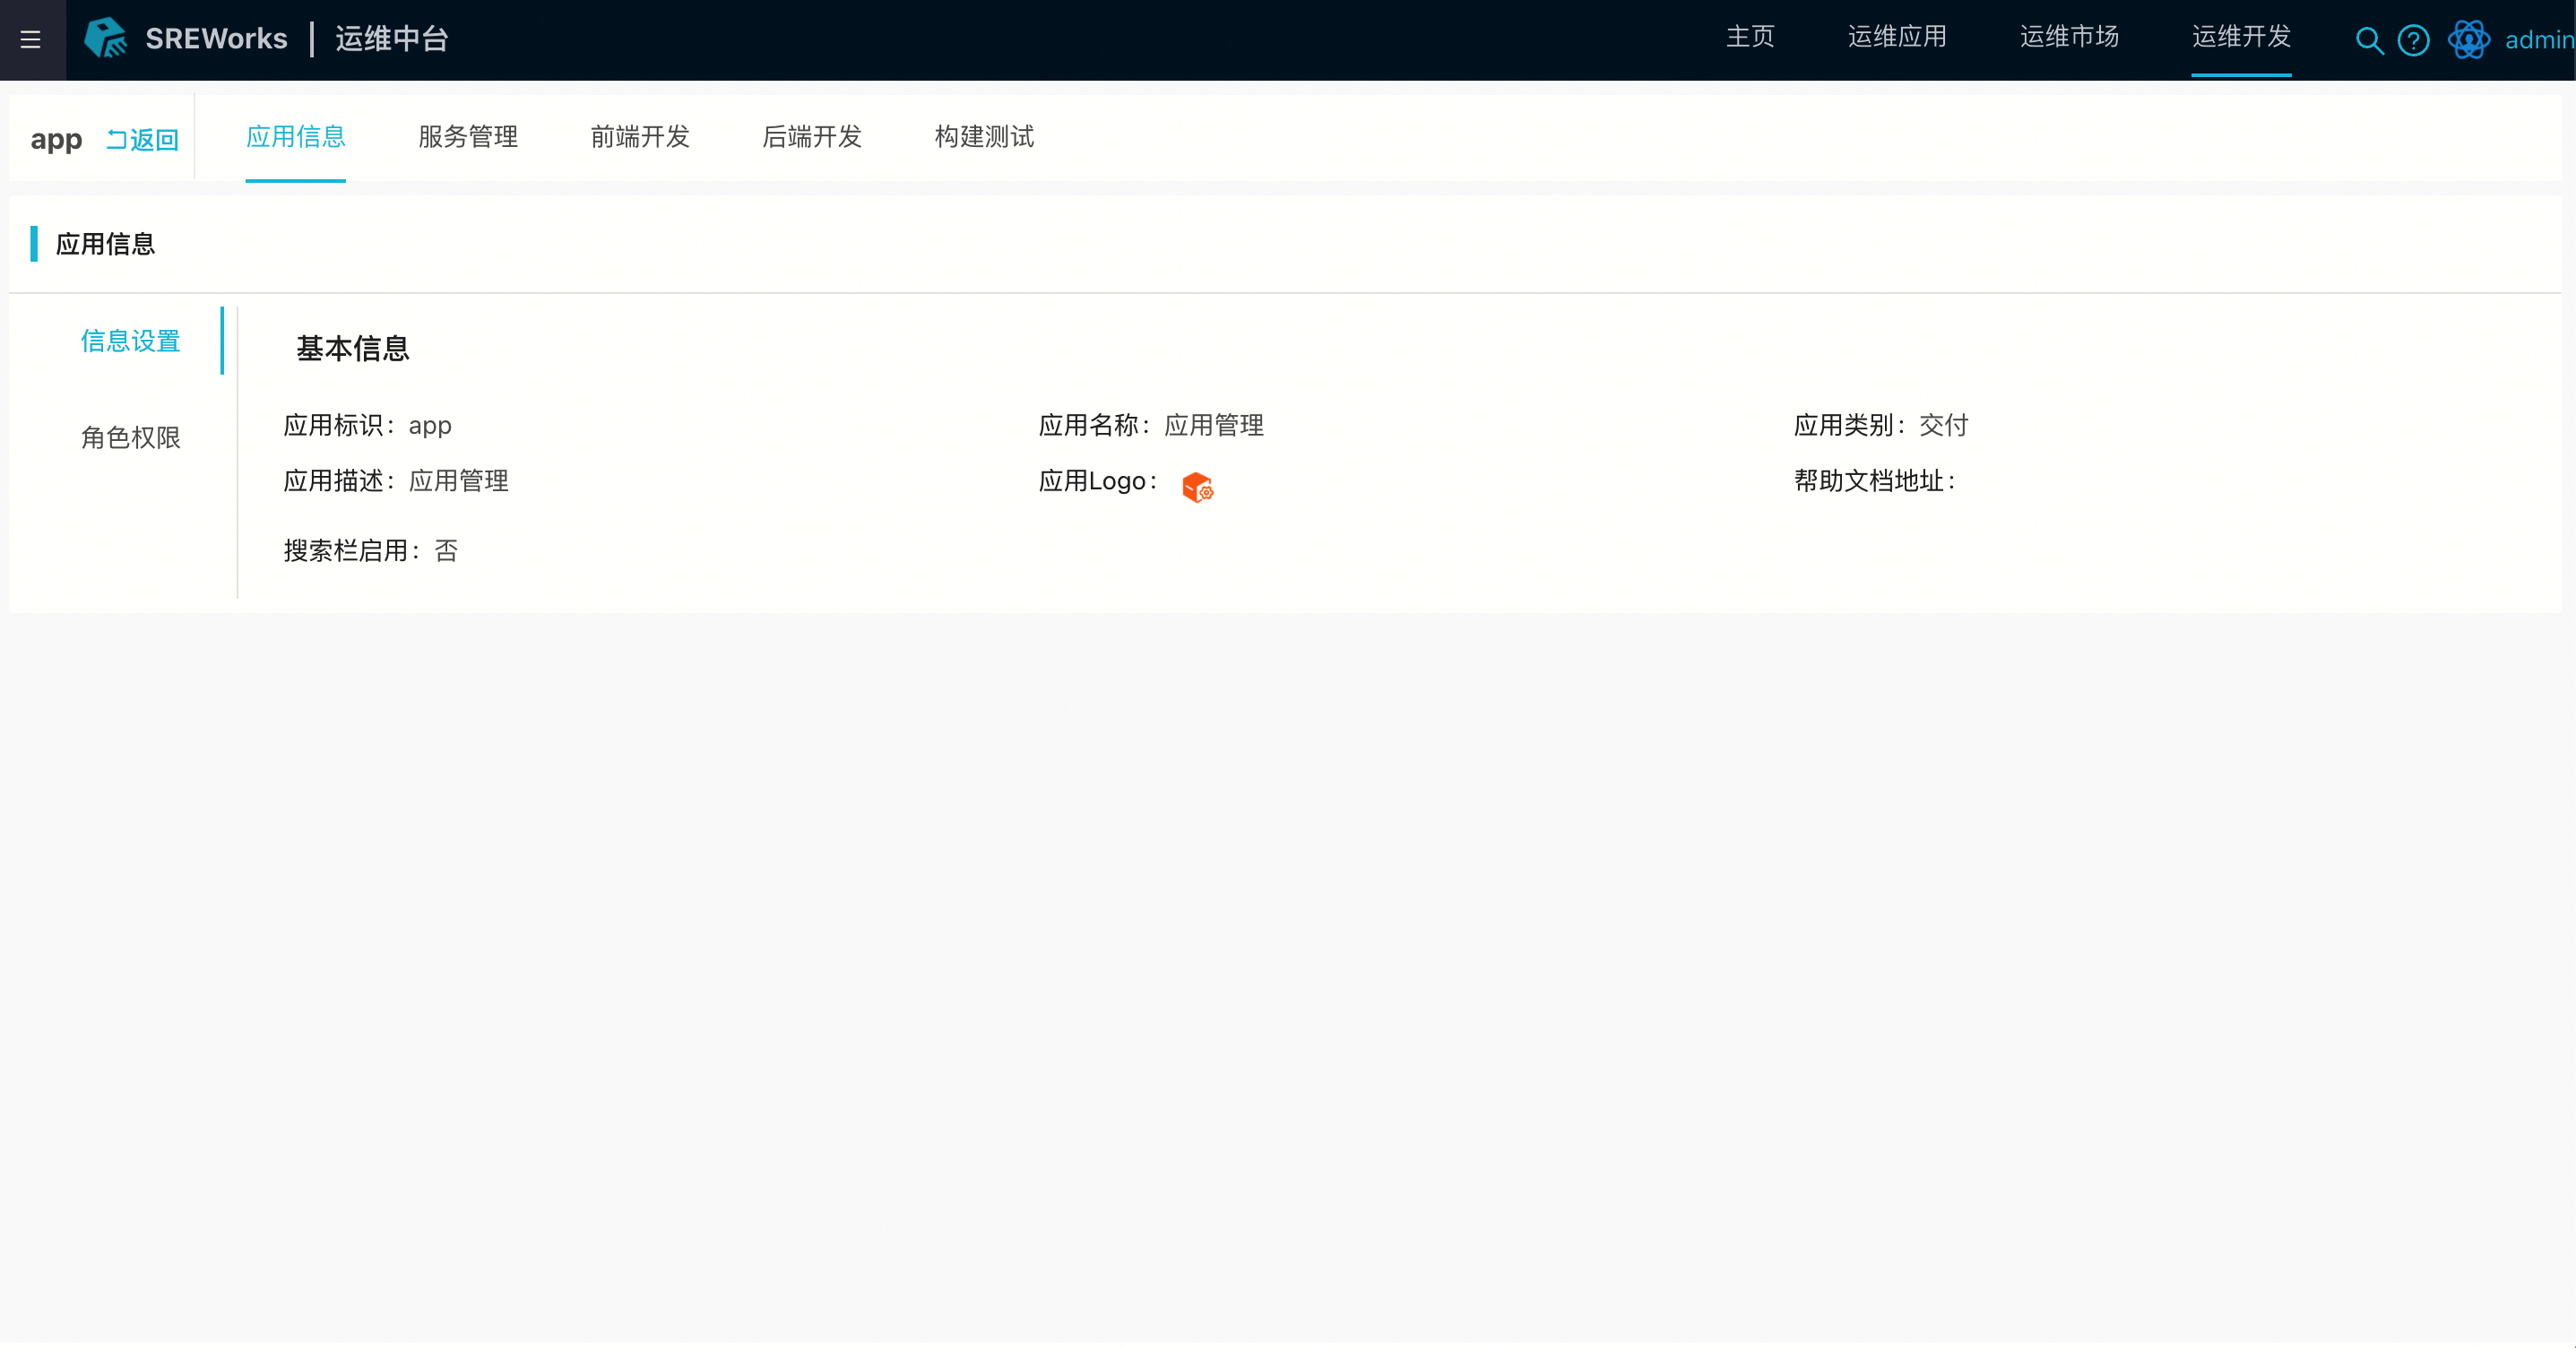 SREWorks | 运维中台 主页 运维应用 运维市场 运维开发 admin
app 返回 应用信息 服务管理 前端开发 后端开发 构建测试
应用信息
信息设置
角色权限
基本信息
应用标识: app 应用名称: 应用管理 应用类别: 交付
应用描述: 应用管理 应用Logo: 帮助文档地址:
搜索栏启用: 否